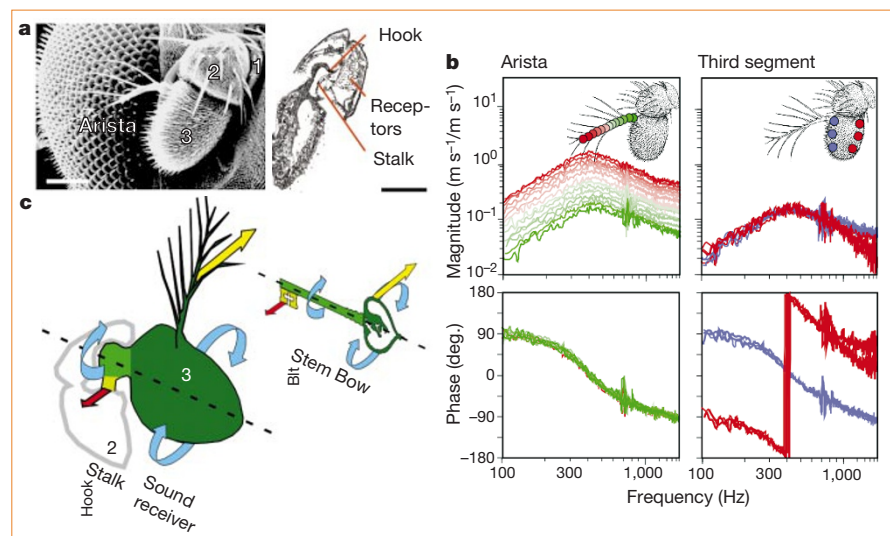 a
Arista
1
2
3
Hook
Recep-
tors
Stalk
b
Arista
Third segment
Magnitude (m s⁻¹/m s⁻¹)
10¹
10⁰
10⁻¹
10⁻²
Phase (deg.)
180
90
0
−90
−180
100
300
1,000
100
300
1,000
Frequency (Hz)
c
3
2
Hook
Stalk
Sound
receiver
Bit
Stem
Bow